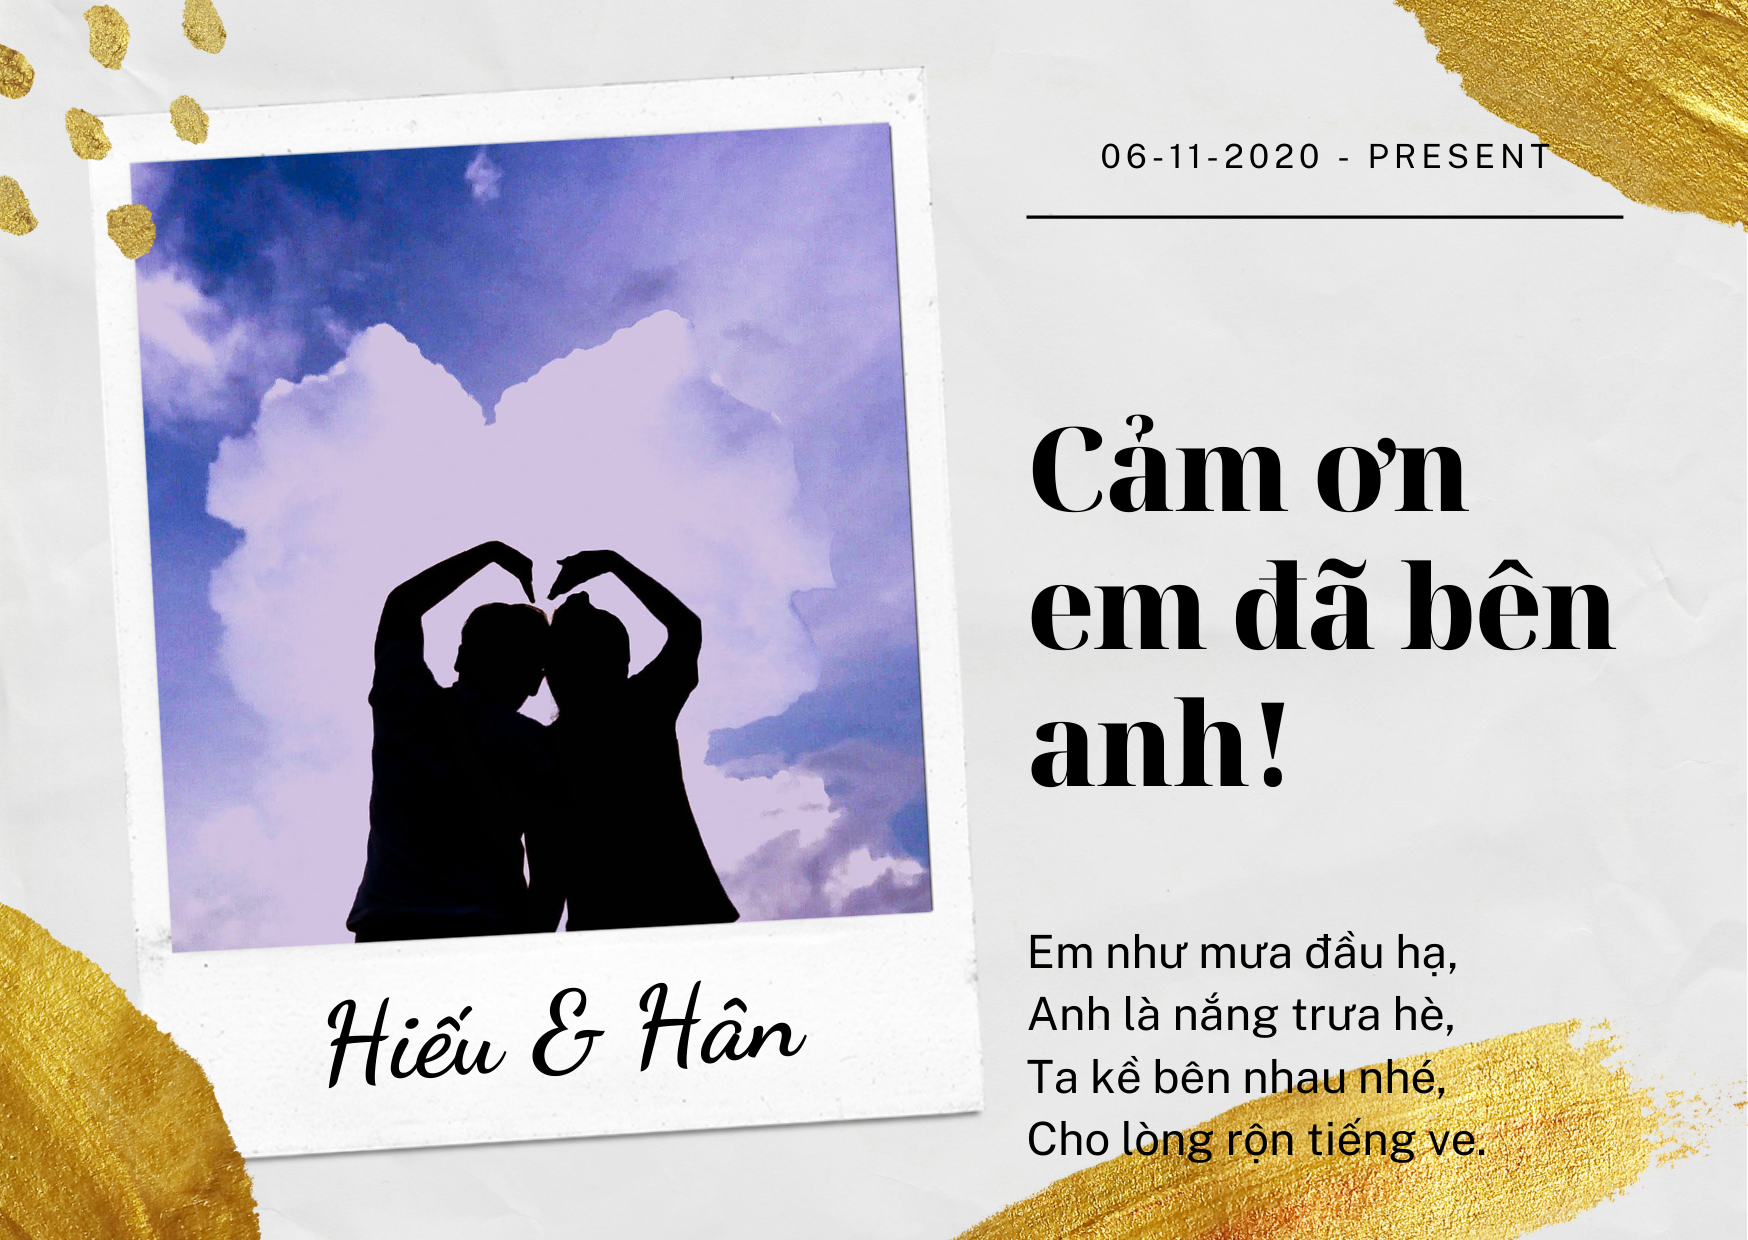 06-11-2020 - PRESENT
Cảm ơn
em đã bên
anh!
Em như mưa đầu hạ,
Anh là nắng trưa hè,
Ta kề bên nhau nhé,
Cho lòng rộn tiếng ve.
Hiếu & Hân